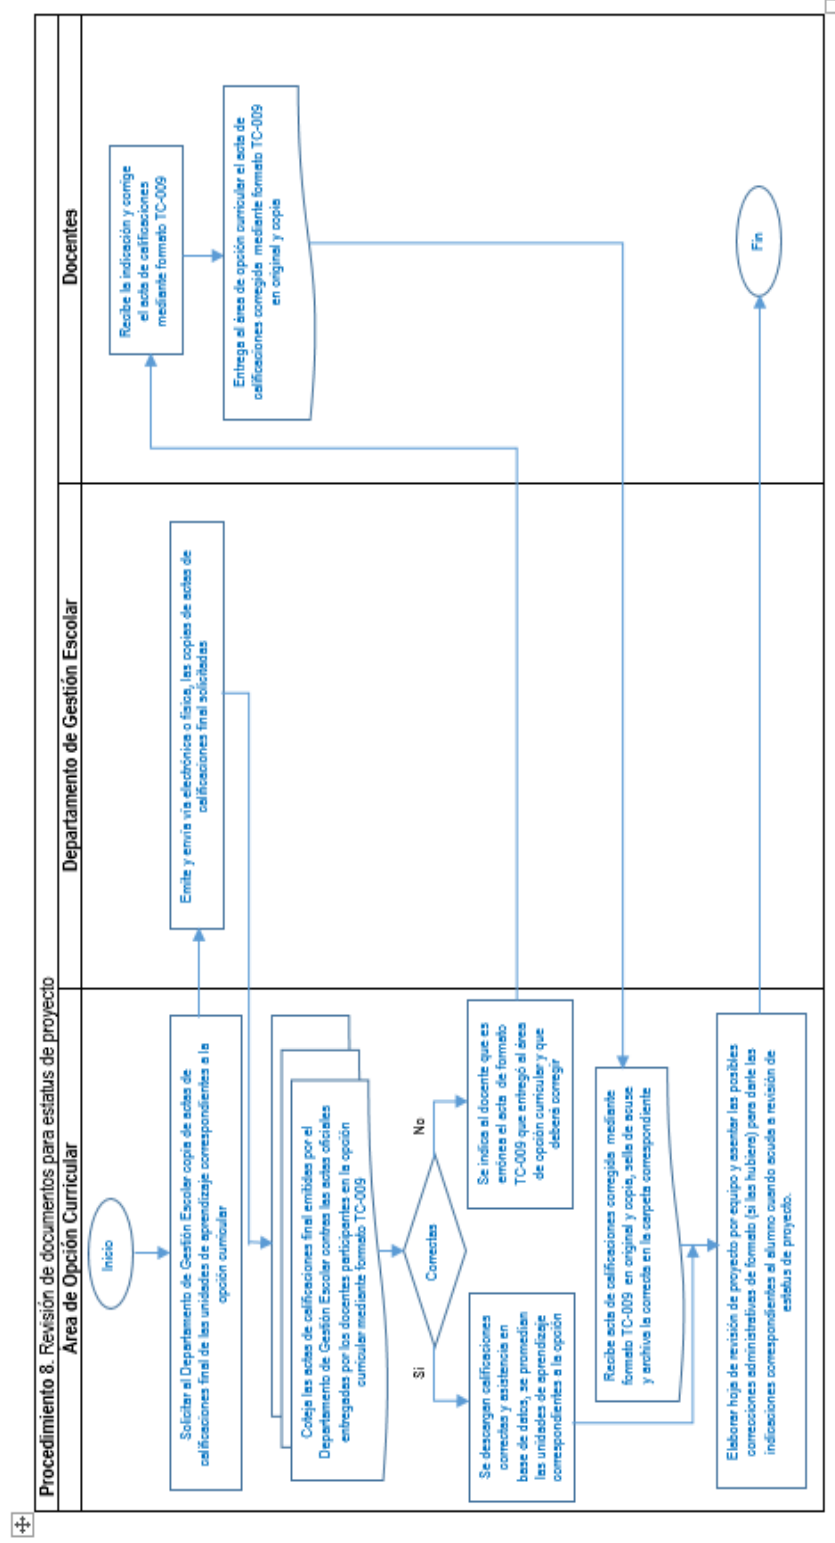 Procedimiento 8. Revisión de documentos para estatus de proyecto
Área de Opción Curricular
Departamento de Gestión Escolar
Docentes
Inicio
Solicitar al Departamento de Gestión Escolar copia de actas de
calificaciones final de las unidades de aprendizaje correspondientes a la
opción curricular
Emite y envía vía electrónica o física, las copias de actas de
calificaciones final solicitadas
Coteja las actas de calificaciones final emitidas por el
Departamento de Gestión Escolar contras las actas oficiales
entregadas por los docentes participantes en la opción
curricular mediante formato TC-009
Correctas
Si
No
Se descargan calificaciones
correctas y asistencia en
base de datos, se promedian
las unidades de aprendizaje
correspondientes a la opción
Se indica al docente que es
errónea el acta de formato
TC-009 que entregó al área
de opción curricular y que
deberá corregir
Recibe la indicación y corrige
el acta de calificaciones
mediante formato TC-009
Entrega al área de opción curricular el acta de
calificaciones corregida mediante formato TC-009
en original y copia
Recibe acta de calificaciones corregida mediante
formato TC-009 en original y copia, sella de acuse
y archiva la correcta en la carpeta correspondiente
Elaborar hoja de revisión de proyecto por equipo y asentar las posibles
correcciones administrativas de formato (si las hubiera) para darle las
indicaciones correspondientes al alumno cuando acuda a revisión de
estatus de proyecto.
Fin